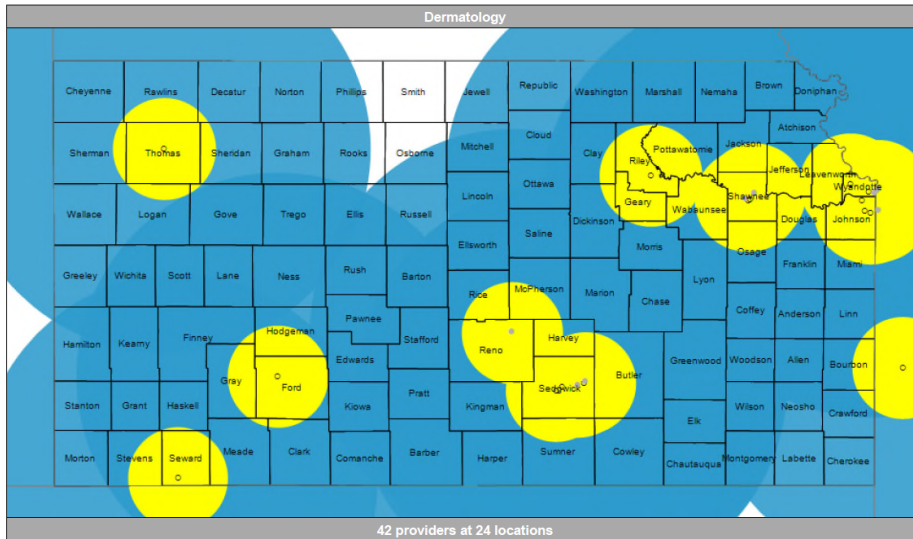 Dermatology
Cheyenne Rawlins Decatur Norton Phillips Smith Jewell Republic Washington Marshall Nemaha Brown Doniphan
Sherman Thomas Sheridan Graham Rooks Osborne Mitchell Cloud Clay Riley Pottawatomie Jackson Atchison
Jefferson Leavenworth Wyandotte
Wallace Logan Gove Trego Ellis Russell Lincoln Ottawa Dickinson Geary Wabaunsee Shawnee Douglas Johnson
Ellsworth Saline Morris Osage
Greeley Wichita Scott Lane Ness Rush Barton Rice McPherson Marion Chase Lyon Franklin Miami
Hamilton Kearny Finney Hodgeman Pawnee Stafford Reno Harvey Coffey Anderson Linn
Gray Ford Edwards Sedgwick Butler Greenwood Woodson Allen Bourbon
Stanton Grant Haskell Kiowa Pratt Kingman Elk Wilson Neosho Crawford
Morton Stevens Seward Meade Clark Comanche Barber Harper Sumner Cowley Chautauqua Montgomery Labette Cherokee
42 providers at 24 locations